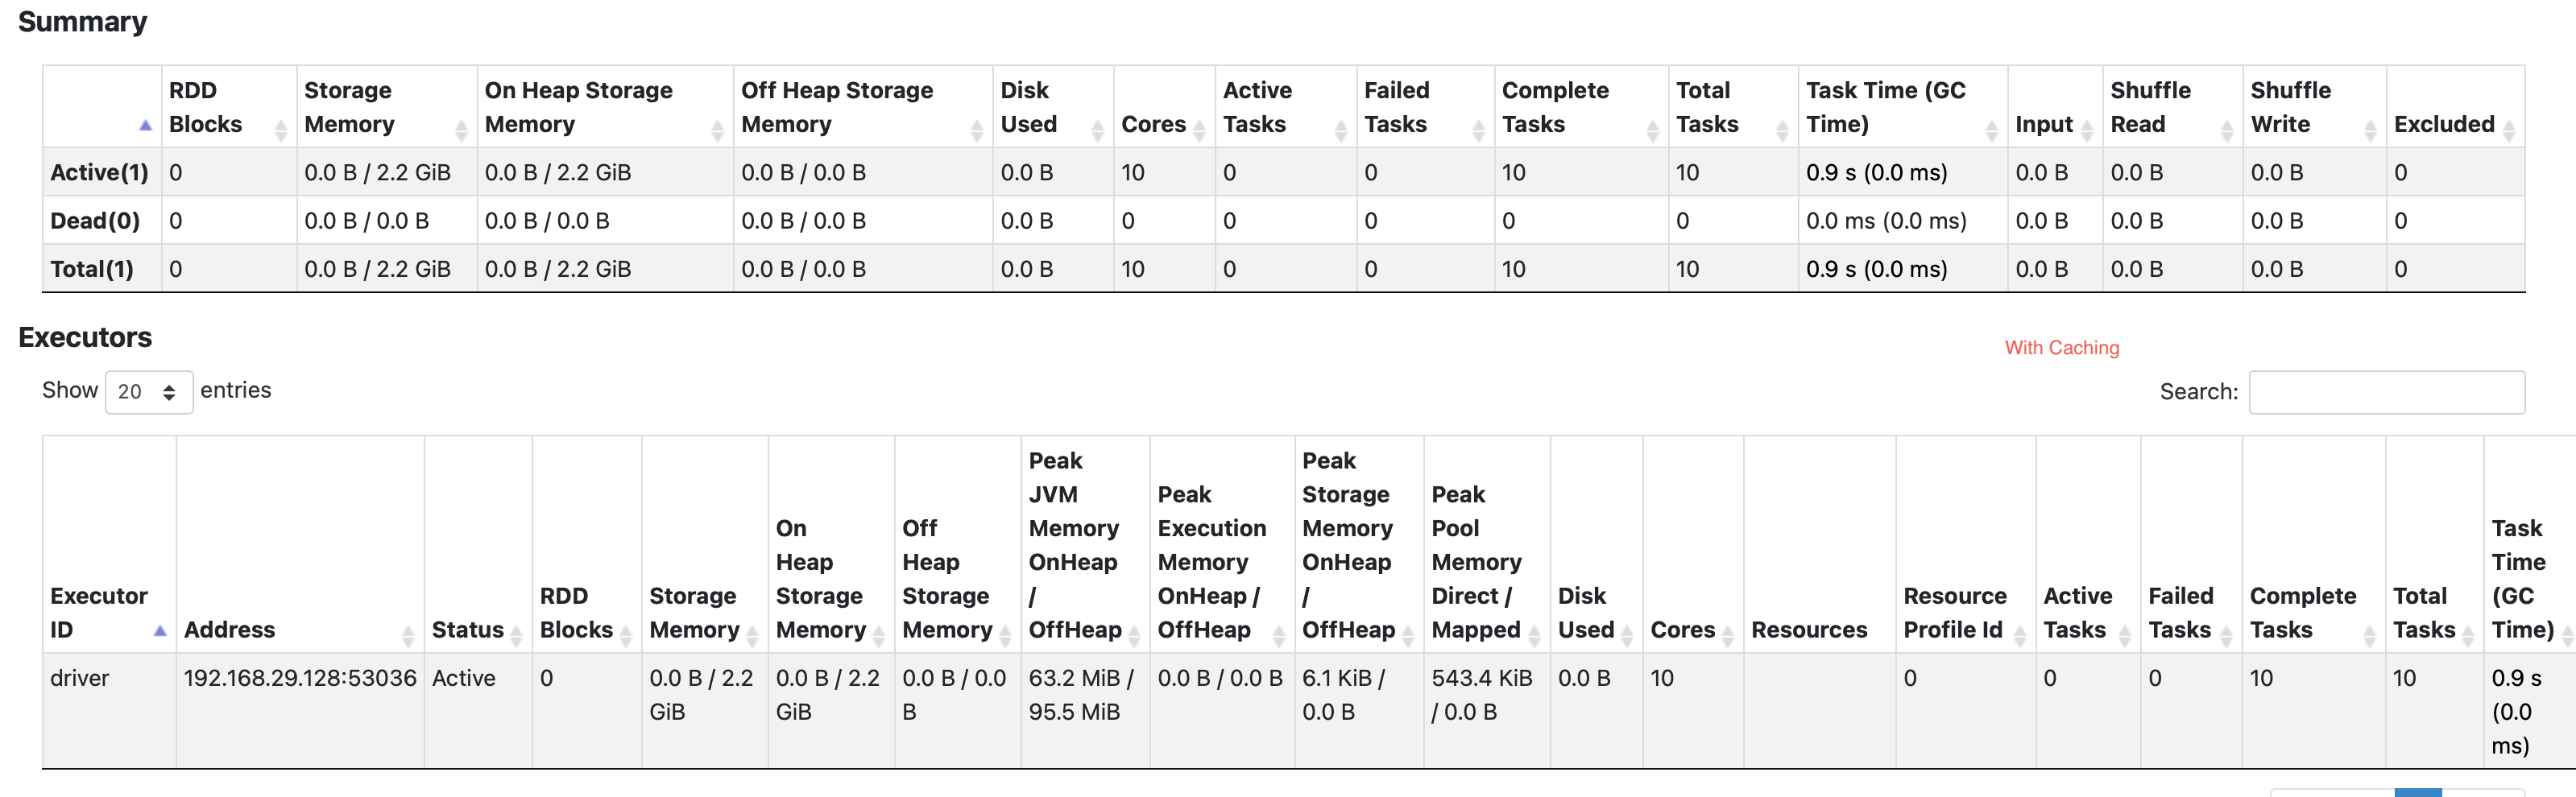 Summary
RDD Blocks Storage Memory On Heap Storage Memory Off Heap Storage Memory Disk Used Cores Active Tasks Failed Tasks Complete Tasks Total Tasks Task Time (GC Time) Input Shuffle Read Shuffle Write Excluded
Active(1) 0 0.0 B / 2.2 GiB 0.0 B / 2.2 GiB 0.0 B / 0.0 B 0.0 B 10 0 0 10 10 0.9 s (0.0 ms) 0.0 B 0.0 B 0.0 B 0
Dead(0) 0 0.0 B / 0.0 B 0.0 B / 0.0 B 0.0 B / 0.0 B 0.0 B 0 0 0 0 0 0.0 ms (0.0 ms) 0.0 B 0.0 B 0.0 B 0
Total(1) 0 0.0 B / 2.2 GiB 0.0 B / 2.2 GiB 0.0 B / 0.0 B 0.0 B 10 0 0 10 10 0.9 s (0.0 ms) 0.0 B 0.0 B 0.0 B 0
Executors
With Caching
Show 20 entries Search:
Executor ID Address Status RDD Blocks Storage Memory On Heap Storage Memory Off Heap Storage Memory Peak JVM Memory OnHeap / OffHeap Peak Execution Memory OnHeap / OffHeap Peak Storage Memory OnHeap / OffHeap Peak Pool Memory Direct / Mapped Disk Used Cores Resources Resource Profile Id Active Tasks Failed Tasks Complete Tasks Total Tasks Task Time (GC Time)
driver 192.168.29.128:53036 Active 0 0.0 B / 2.2 GiB 0.0 B / 2.2 GiB 0.0 B / 0.0 B 63.2 MiB / 95.5 MiB 0.0 B / 0.0 B 6.1 KiB / 0.0 B 543.4 KiB / 0.0 B 0.0 B 10 0 0 0 10 10 0.9 s (0.0 ms)